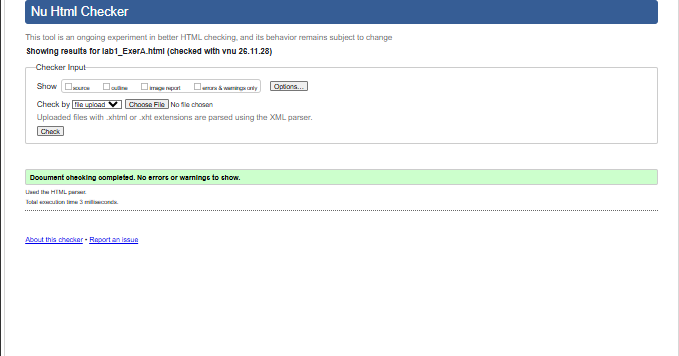 Nu Html Checker
This tool is an ongoing experiment in better HTML checking, and its behavior remains subject to change
Showing results for lab1_ExerA.html (checked with vnu 26.11.28)
Checker Input
Show source outline image report errors & warnings only Options...
Check by file upload Choose File No file chosen
Uploaded files with .xhtml or .xht extensions are parsed using the XML parser.
Check
Document checking completed. No errors or warnings to show.
Used the HTML parser.
Total execution time 3 milliseconds.
About this checker • Report an issue